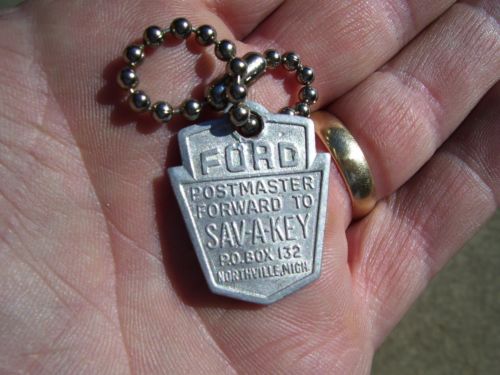 FORD
POSTMASTER
FORWARD TO
SAV-A-KEY
P.O. BOX 132
NORTHVILLE, MICH.